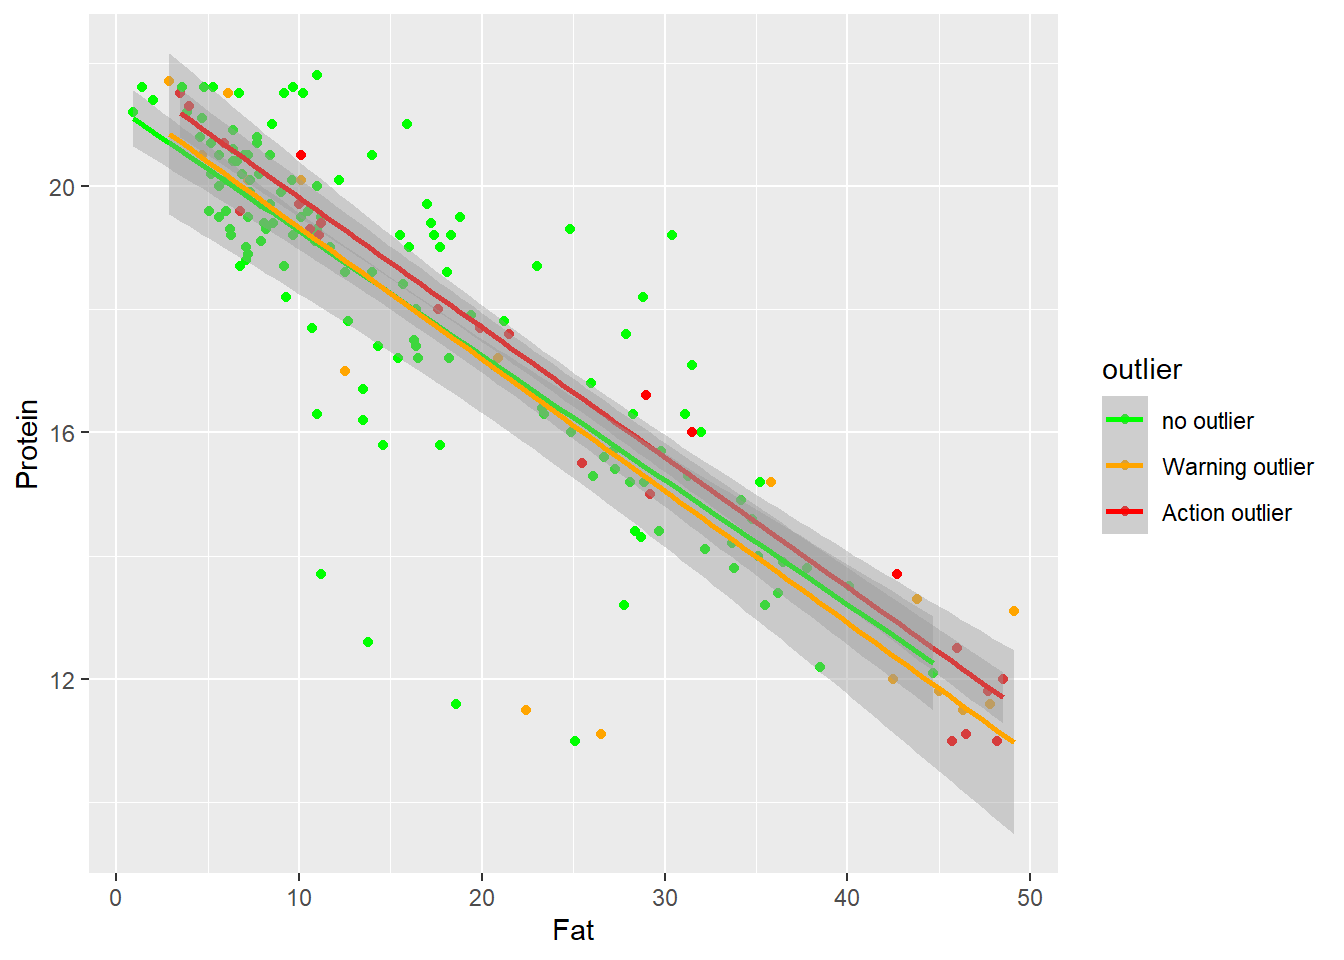 20
16
12
Protein
0 10 20 30 40 50
Fat
outlier
no outlier
Warning outlier
Action outlier